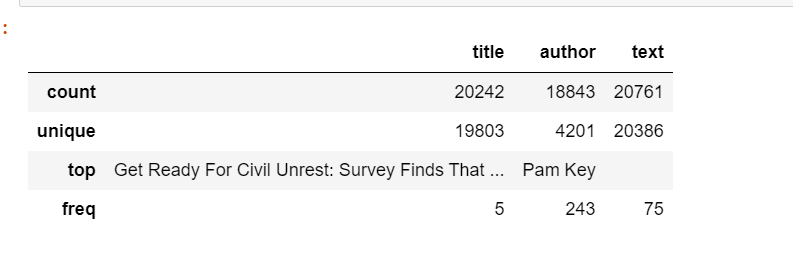 :
title author text
count 20242 18843 20761
unique 19803 4201 20386
top Get Ready For Civil Unrest: Survey Finds That ... Pam Key
freq 5 243 75